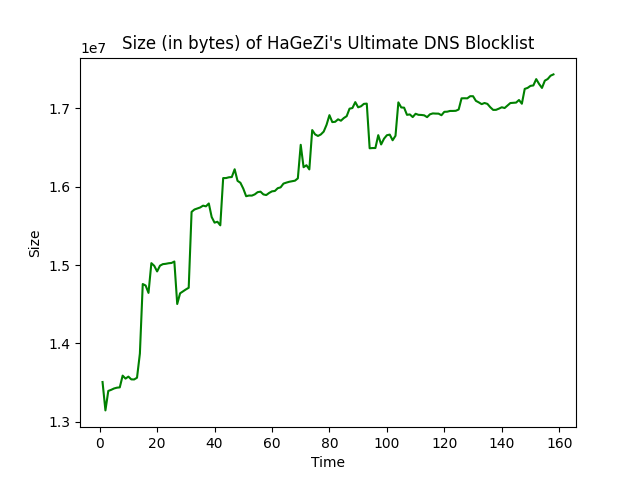 Size (in bytes) of HaGeZi's Ultimate DNS Blocklist
1e7
1.7
1.6
1.5
1.4
1.3
Size
0 20 40 60 80 100 120 140 160
Time